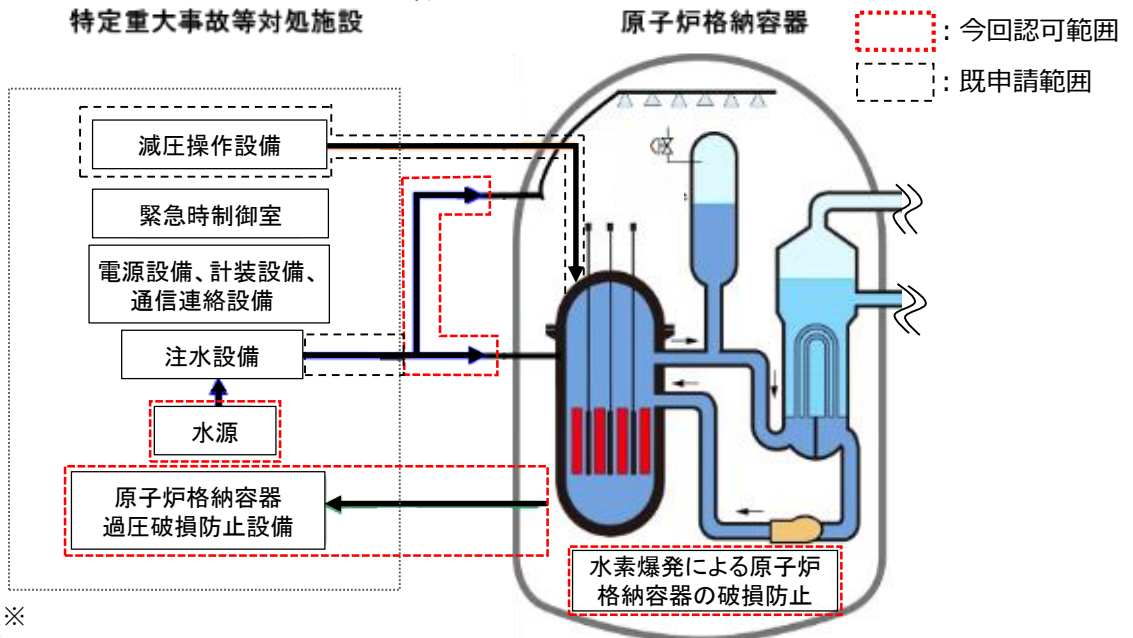 特定重大事故等対処施設
原子炉格納容器
：今回認可範囲
：既申請範囲
減圧操作設備
緊急時制御室
電源設備、計装設備、
通信連絡設備
注水設備
水源
原子炉格納容器
過圧破損防止設備
水素爆発による原子炉
格納容器の破損防止
※